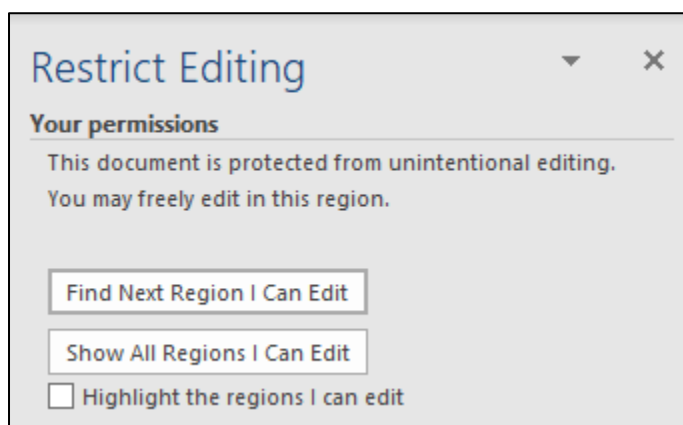 Restrict Editing
Your permissions
This document is protected from unintentional editing.
You may freely edit in this region.
Find Next Region I Can Edit
Show All Regions I Can Edit
Highlight the regions I can edit